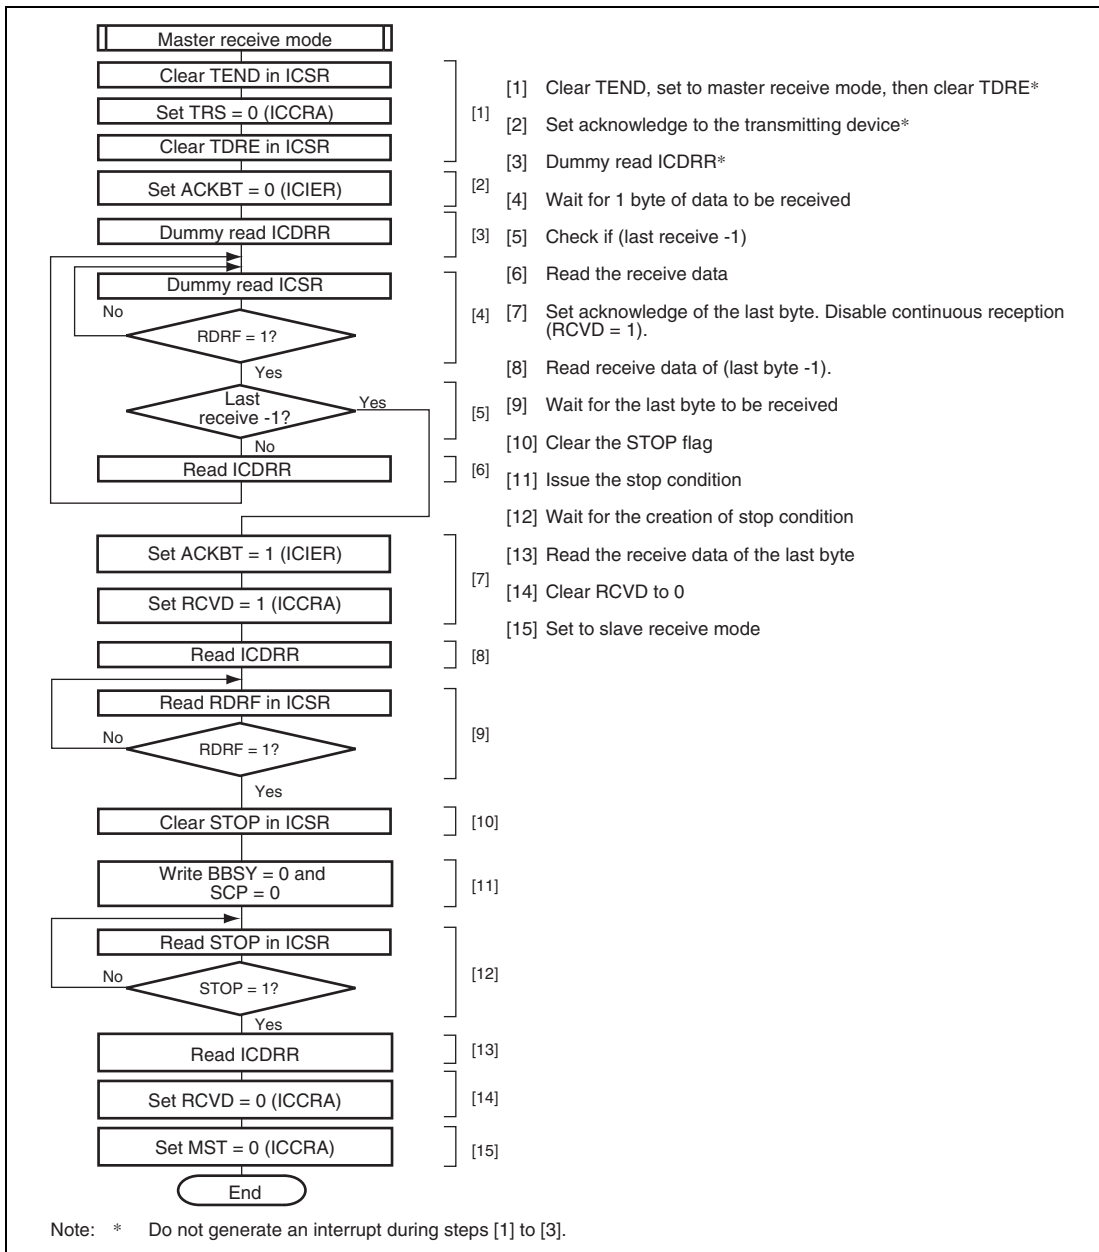 Master receive mode
Clear TEND in ICSR
Set TRS = 0 (ICCRA)
Clear TDRE in ICSR
[1]
Set ACKBT = 0 (ICIER)
[2]
Dummy read ICDRR
[3]
Dummy read ICSR
No
RDRF = 1?
[4]
Yes
Last
receive -1?
Yes
[5]
No
Read ICDRR
[6]
Set ACKBT = 1 (ICIER)
Set RCVD = 1 (ICCRA)
[7]
Read ICDRR
[8]
Read RDRF in ICSR
No
RDRF = 1?
[9]
Yes
Clear STOP in ICSR
[10]
Write BBSY = 0 and
SCP = 0
[11]
Read STOP in ICSR
No
STOP = 1?
[12]
Yes
Read ICDRR
[13]
Set RCVD = 0 (ICCRA)
[14]
Set MST = 0 (ICCRA)
[15]
End
[1] Clear TEND, set to master receive mode, then clear TDRE*
[2] Set acknowledge to the transmitting device*
[3] Dummy read ICDRR*
[4] Wait for 1 byte of data to be received
[5] Check if (last receive -1)
[6] Read the receive data
[7] Set acknowledge of the last byte. Disable continuous reception
(RCVD = 1).
[8] Read receive data of (last byte -1).
[9] Wait for the last byte to be received
[10] Clear the STOP flag
[11] Issue the stop condition
[12] Wait for the creation of stop condition
[13] Read the receive data of the last byte
[14] Clear RCVD to 0
[15] Set to slave receive mode
Note: * Do not generate an interrupt during steps [1] to [3].